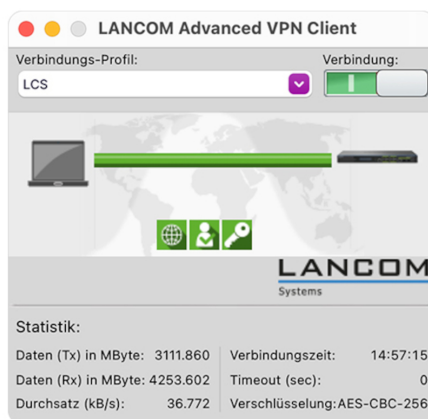 LANCOM Advanced VPN Client
Verbindungs-Profil: Verbindung:
LCS
LANCOM
Systems
Statistik:
Daten (Tx) in MByte: 3111.860 Verbindungszeit: 14:57:15
Daten (Rx) in MByte: 4253.602 Timeout (sec): 0
Durchsatz (kB/s): 36.772 Verschlüsselung: AES-CBC-256